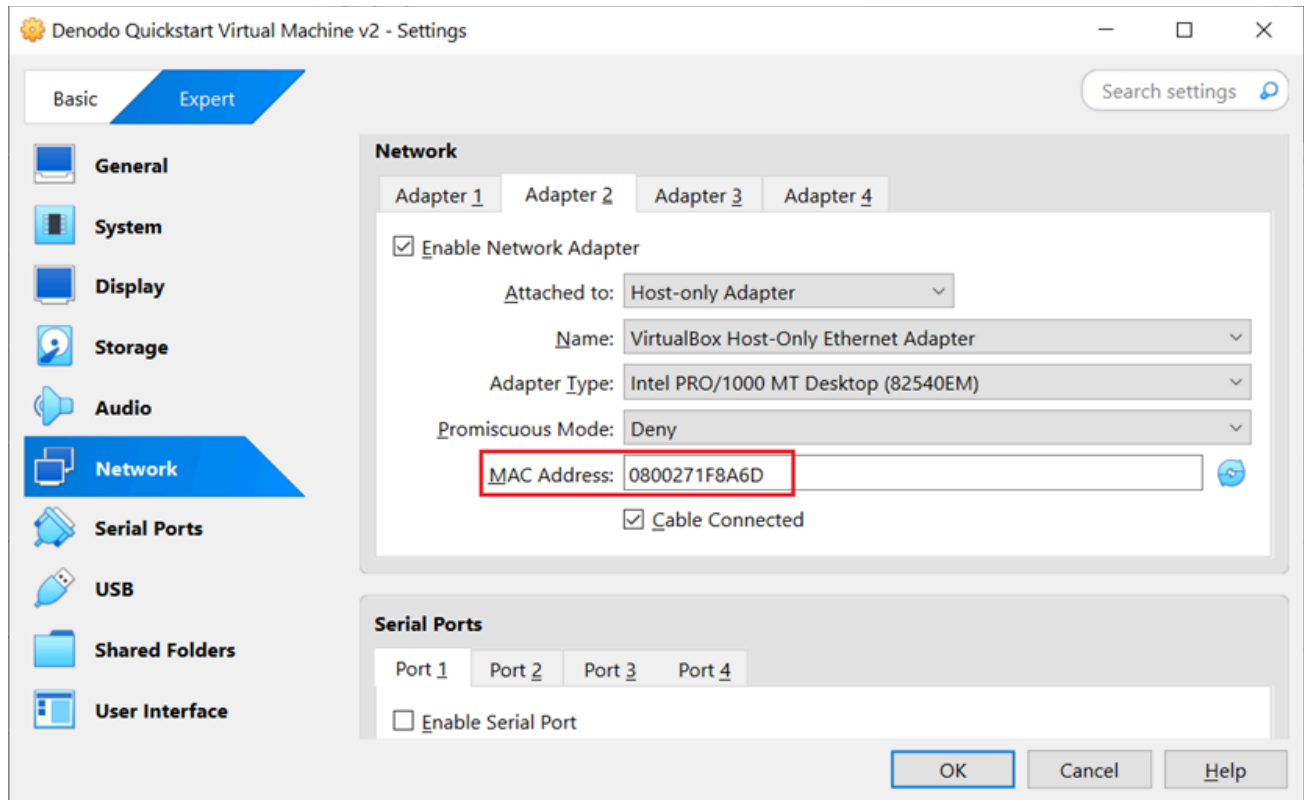 Denodo Quickstart Virtual Machine v2 - Settings
Basic
Expert
Search settings
General
System
Display
Storage
Audio
Network
Serial Ports
USB
Shared Folders
User Interface
Network
Adapter 1 Adapter 2 Adapter 3 Adapter 4
Enable Network Adapter
Attached to: Host-only Adapter
Name: VirtualBox Host-Only Ethernet Adapter
Adapter Type: Intel PRO/1000 MT Desktop (82540EM)
Promiscuous Mode: Deny
MAC Address: 0800271F8A6D
Cable Connected
Serial Ports
Port 1 Port 2 Port 3 Port 4
Enable Serial Port
OK Cancel Help